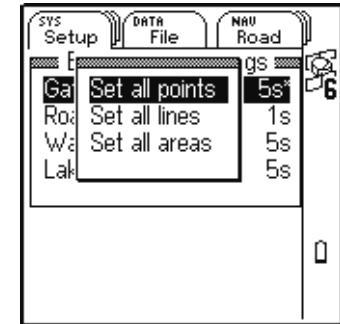 SYS DATA NAV
Setup File Road
gs
Set all points 5s*
Set all lines 1s
Set all areas 5s
5s
6